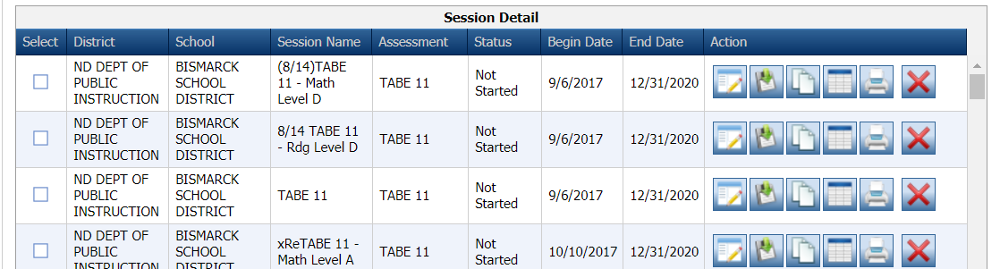 Session Detail
Select District School Session Name Assessment Status Begin Date End Date Action
ND DEPT OF
PUBLIC
INSTRUCTION
BISMARCK
SCHOOL
DISTRICT
(8/14)TABE
11 - Math
Level D
TABE 11
Not
Started
9/6/2017
12/31/2020
ND DEPT OF
PUBLIC
INSTRUCTION
BISMARCK
SCHOOL
DISTRICT
8/14 TABE 11
- Rdg Level D
TABE 11
Not
Started
9/6/2017
12/31/2020
ND DEPT OF
PUBLIC
INSTRUCTION
BISMARCK
SCHOOL
DISTRICT
TABE 11
TABE 11
Not
Started
9/6/2017
12/31/2020
ND DEPT OF
PUBLIC
INSTRUCTION
BISMARCK
SCHOOL
DISTRICT
xReTABE 11 -
Math Level A
TABE 11
Not
Started
10/10/2017
12/31/2020